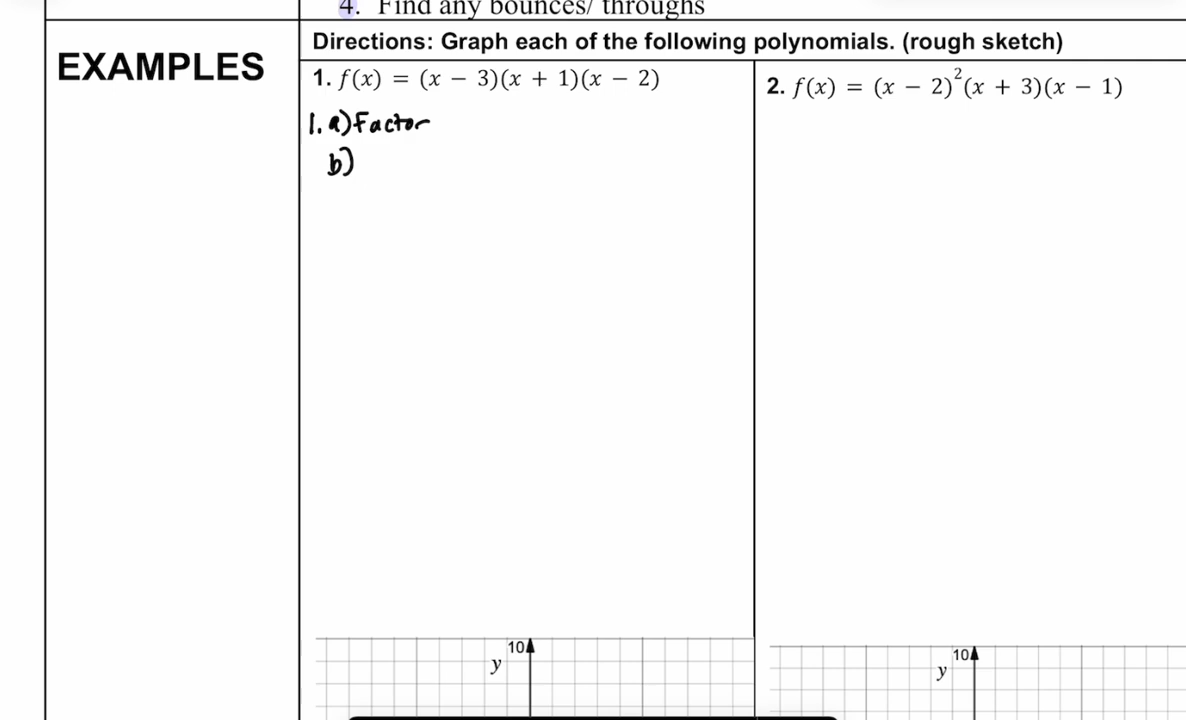 4. Find any bounces/ throughs
EXAMPLES
Directions: Graph each of the following polynomials. (rough sketch)
1. f(x) = (x − 3)(x + 1)(x − 2)
1. a) Factor
b)
10
y
2. f(x) = (x − 2)²(x + 3)(x − 1)
10
y